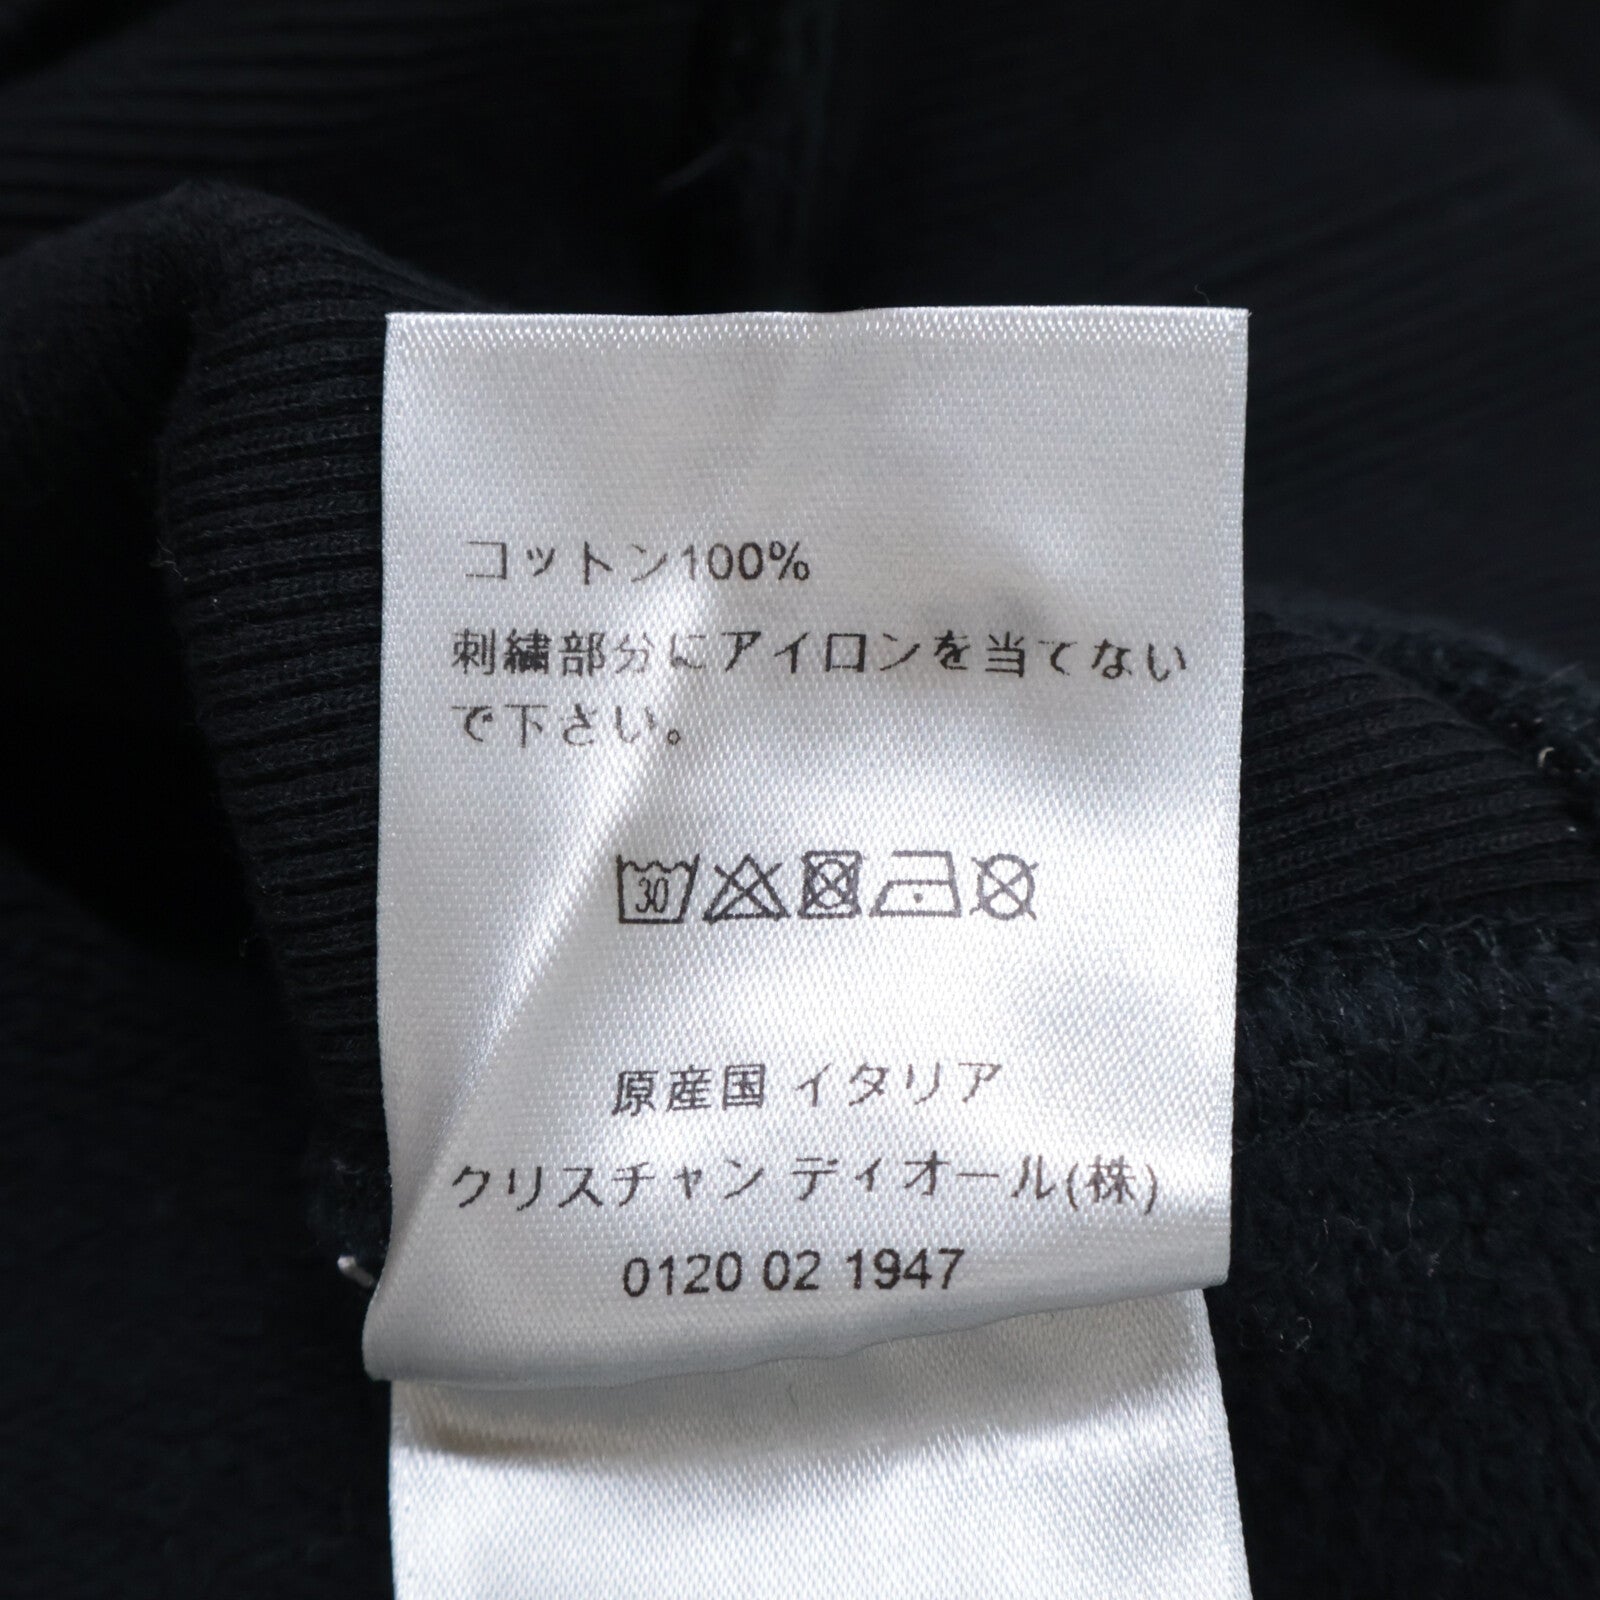 コットン100%
刺繍部分にアイロンを当てない
で下さい。
30
原産国 イタリア
クリスチャン ディオール(株)
0120 02 1947